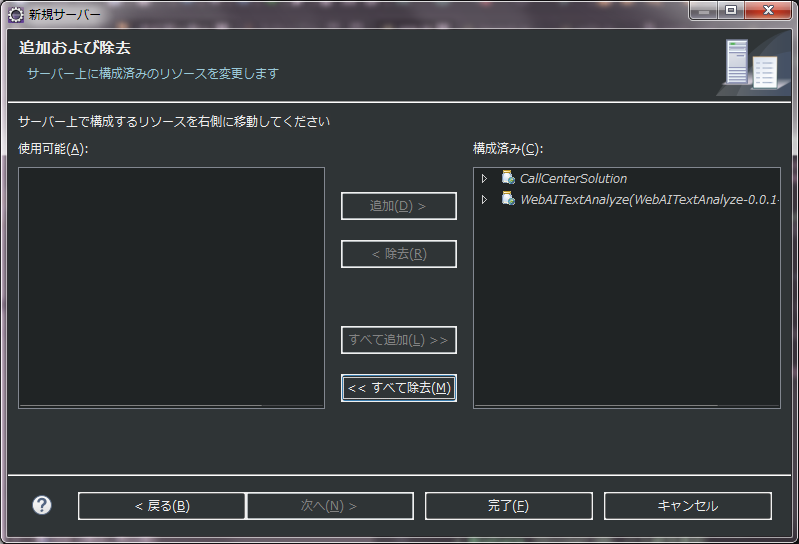 新規サーバー
追加および除去
サーバー上に構成済みのリソースを変更します
サーバー上で構成するリソースを右側に移動してください
使用可能(A):
構成済み(C):
CallCenterSolution
WebAITextAnalyze(WebAITextAnalyze-0.0.1-
追加(D) >
< 除去(R)
すべて追加(L) >>
<< すべて除去(M)
?
< 戻る(B)
次へ(N) >
完了(F)
キャンセル